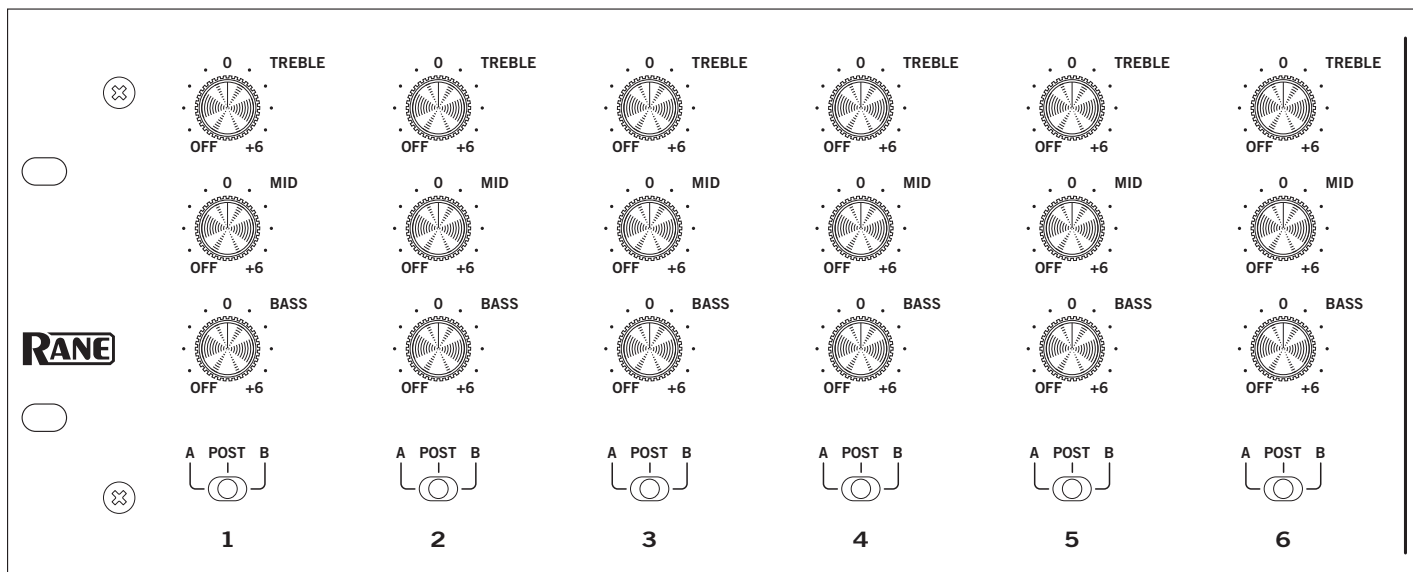 0 TREBLE 0 TREBLE 0 TREBLE 0 TREBLE 0 TREBLE 0 TREBLE
OFF +6 OFF +6 OFF +6 OFF +6 OFF +6 OFF +6
0 MID 0 MID 0 MID 0 MID 0 MID 0 MID
OFF +6 OFF +6 OFF +6 OFF +6 OFF +6 OFF +6
0 BASS 0 BASS 0 BASS 0 BASS 0 BASS 0 BASS
RANE
OFF +6 OFF +6 OFF +6 OFF +6 OFF +6 OFF +6
A POST B A POST B A POST B A POST B A POST B A POST B
1 2 3 4 5 6